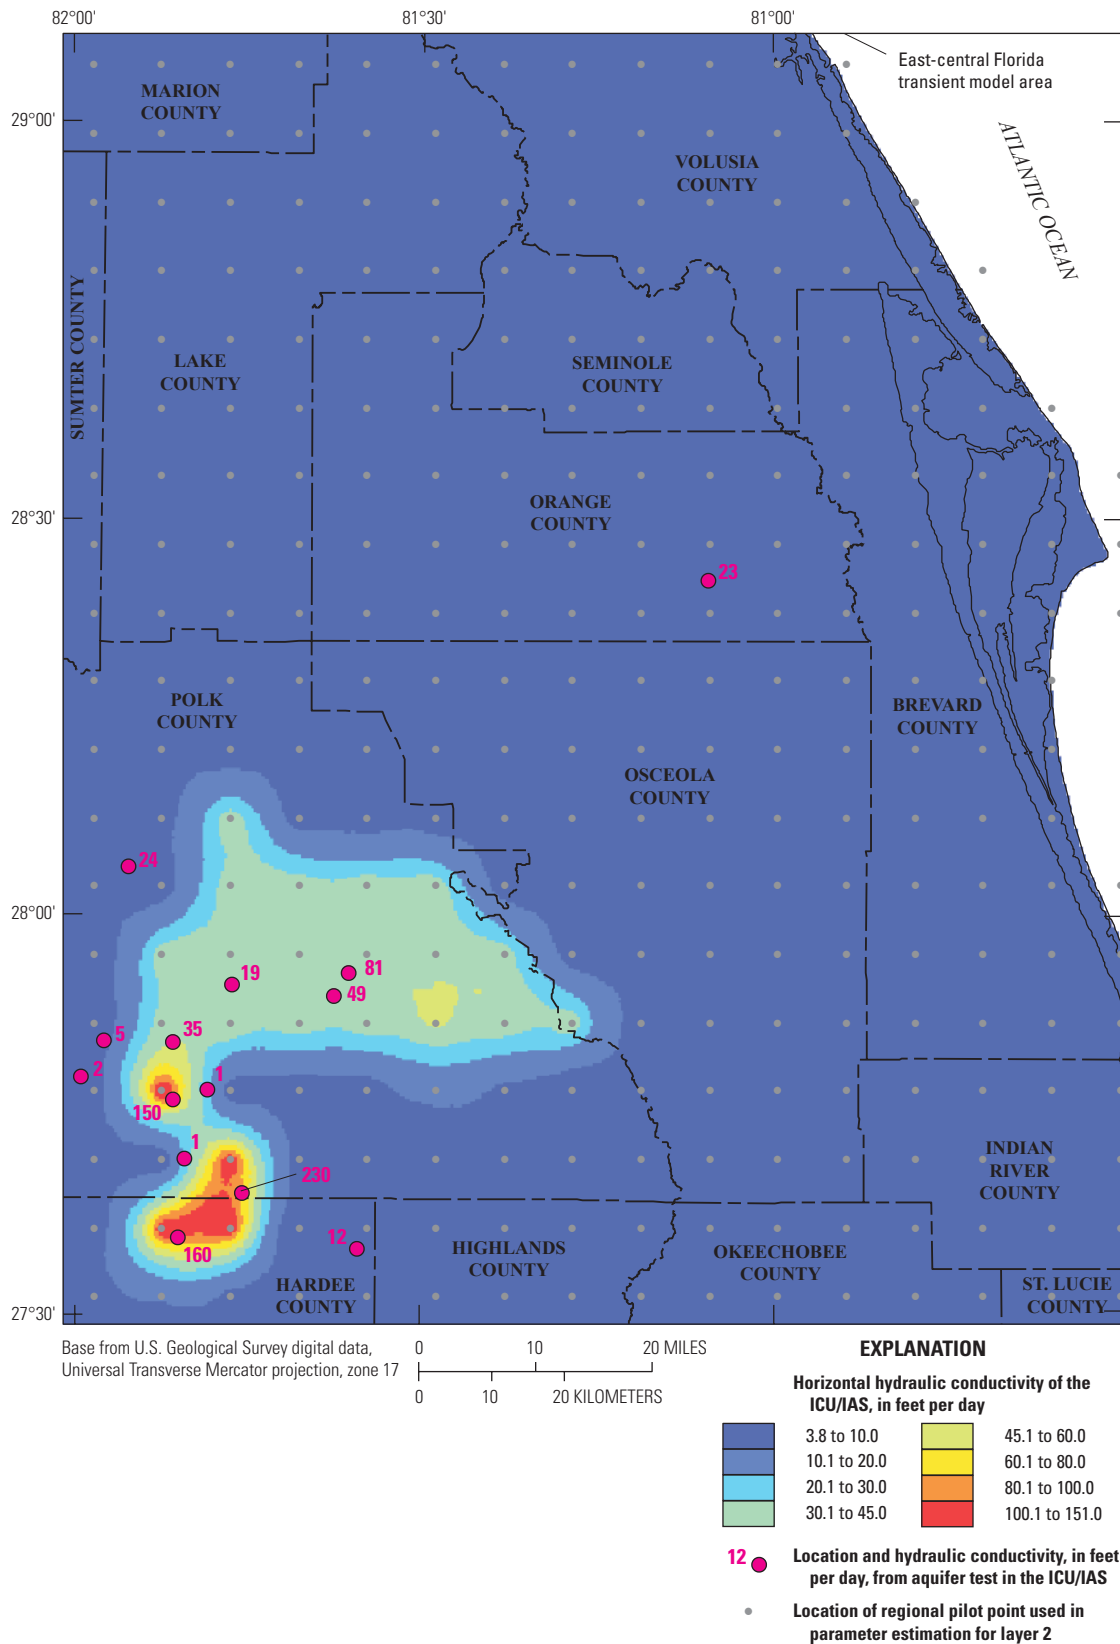 82°00'
81°30'
81°00'
East-central Florida
transient model area
29°00'
MARION
COUNTY
VOLUSIA
COUNTY
ATLANTIC OCEAN
SUMTER COUNTY
LAKE
COUNTY
SEMINOLE
COUNTY
28°30'
ORANGE
COUNTY
23
POLK
COUNTY
BREVARD
COUNTY
OSCEOLA
COUNTY
24
28°00'
19
81
49
5
35
2
1
150
1
230
INDIAN
RIVER
COUNTY
160
12
HIGHLANDS
COUNTY
OKEECHOBEE
COUNTY
HARDEE
COUNTY
ST. LUCIE
COUNTY
27°30'
Base from U.S. Geological Survey digital data,
Universal Transverse Mercator projection, zone 17
0 10 20 MILES
0 10 20 KILOMETERS
EXPLANATION
Horizontal hydraulic conductivity of the
ICU/IAS, in feet per day
3.8 to 10.0
10.1 to 20.0
20.1 to 30.0
30.1 to 45.0
45.1 to 60.0
60.1 to 80.0
80.1 to 100.0
100.1 to 151.0
12 Location and hydraulic conductivity, in feet
per day, from aquifer test in the ICU/IAS
Location of regional pilot point used in
parameter estimation for layer 2